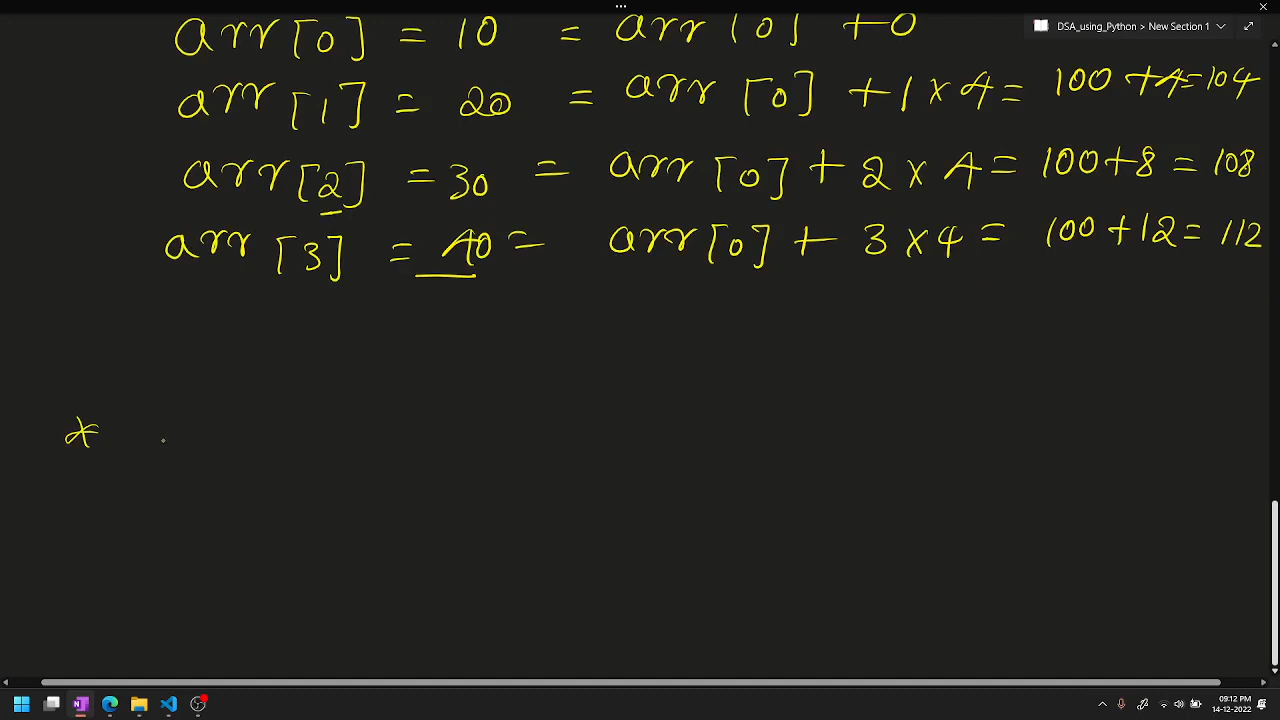 DSA_using_Python > New Section 1
arr[0] = 10 = arr[0] +0
arr[1] = 20 = arr[0] +1×4= 100+4=104
arr[2] =30 = arr[0] + 2×4= 100+8=108
arr[3] = 40= arr[0] + 3×4 = 100+12=112
*
09:12 PM
14-12-2022